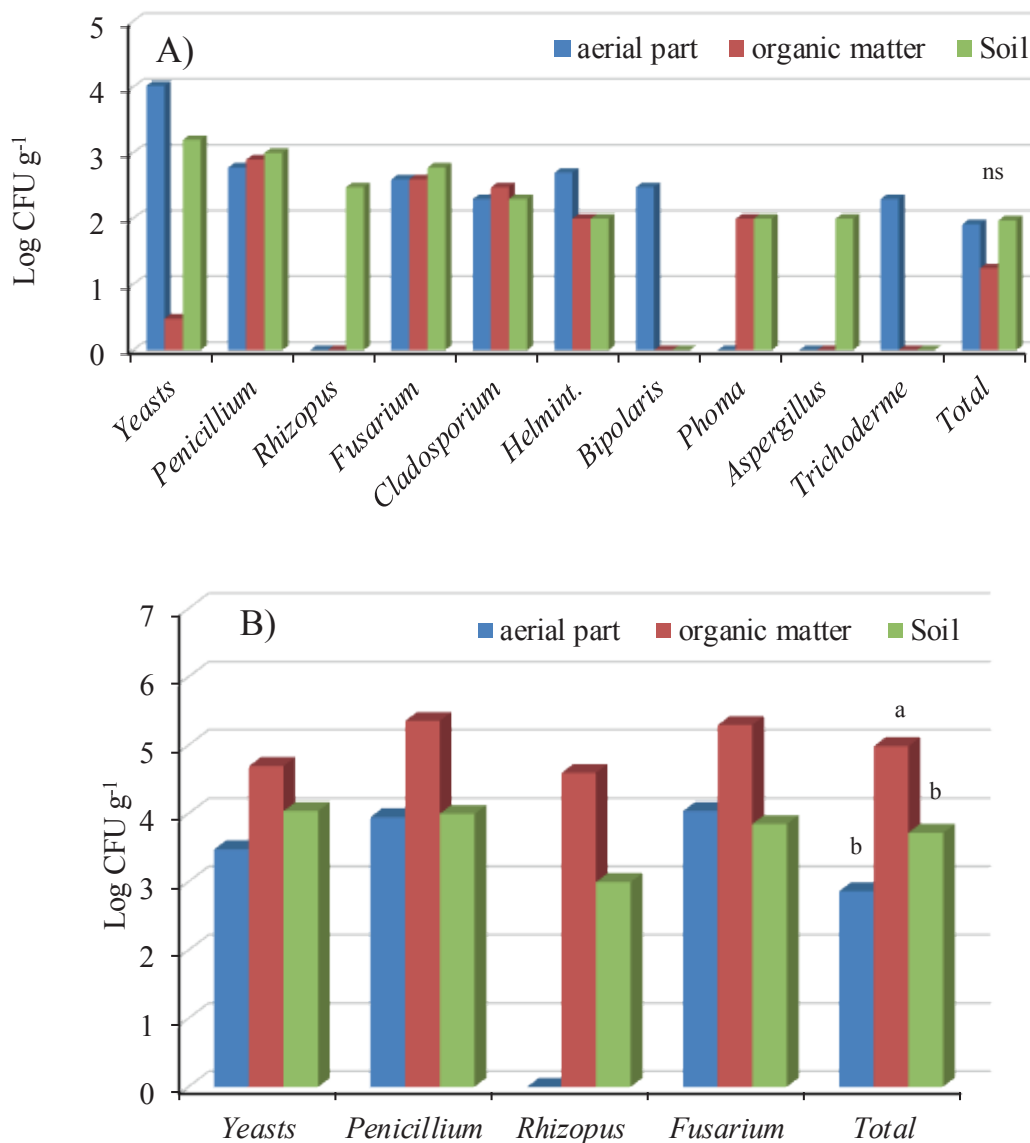 A)
aerial part organic matter Soil
5
4
3
2
1
0
Log CFU g-1
ns
Yeasts
Penicillium
Rhizopus
Fusarium
Cladosporium
Helmint.
Bipolaris
Phoma
Aspergillus
Trichoderme
Total
B)
aerial part organic matter Soil
7
6
5
4
3
2
1
0
Log CFU g-1
a
b
b
Yeasts Penicillium Rhizopus Fusarium Total